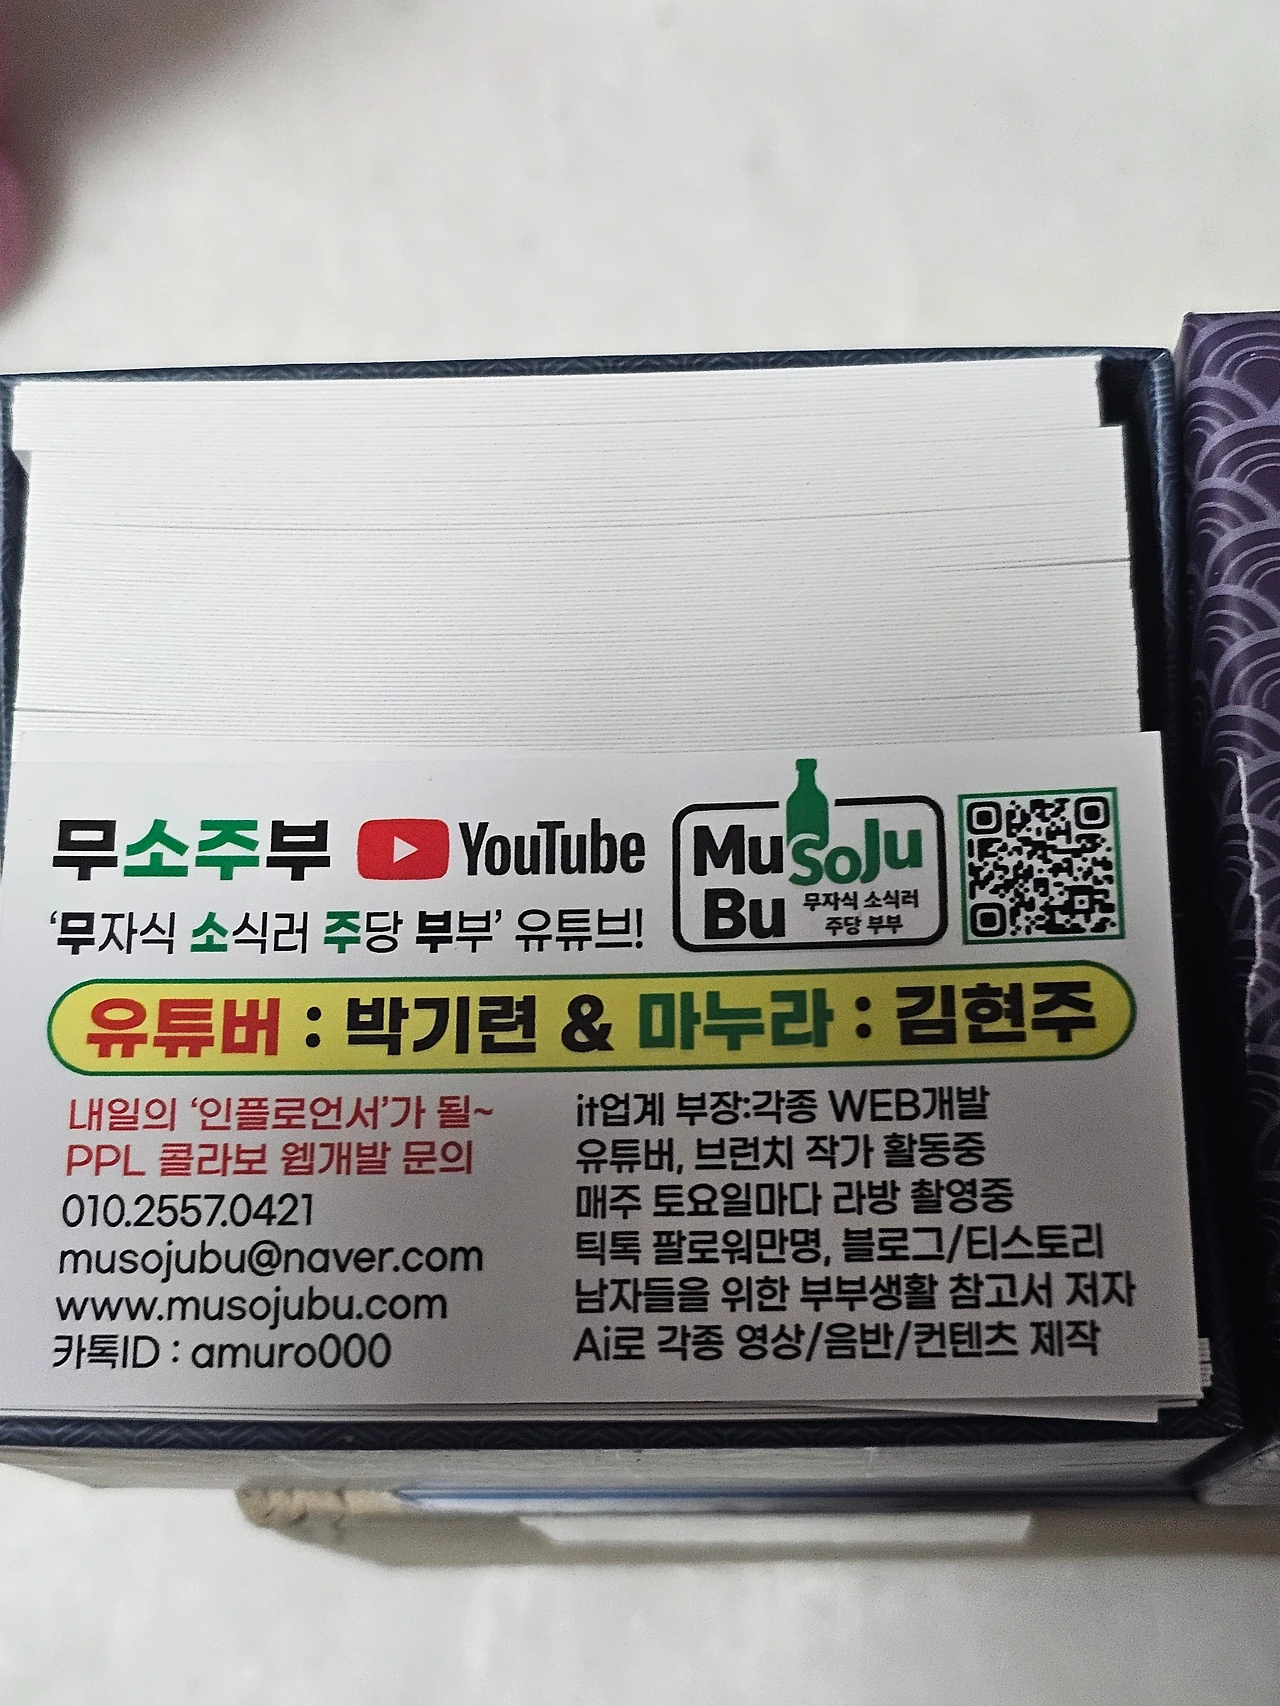 무소주부 YouTube
'무자식 소식러 주당 부부' 유튜브!
MuSoJu
Bu
무자식 소식러
주당 부부
유튜버 : 박기련 & 마누라 : 김현주
내일의 '인플로언서'가 될~
PPL 콜라보 웹개발 문의
010.2557.0421
musojubu@naver.com
www.musojubu.com
카톡ID : amuro000
it업계 부장:각종 WEB개발
유튜버, 브런치 작가 활동중
매주 토요일마다 라방 촬영중
틱톡 팔로워만명, 블로그/티스토리
남자들을 위한 부부생활 참고서 저자
Ai로 각종 영상/음반/컨텐츠 제작